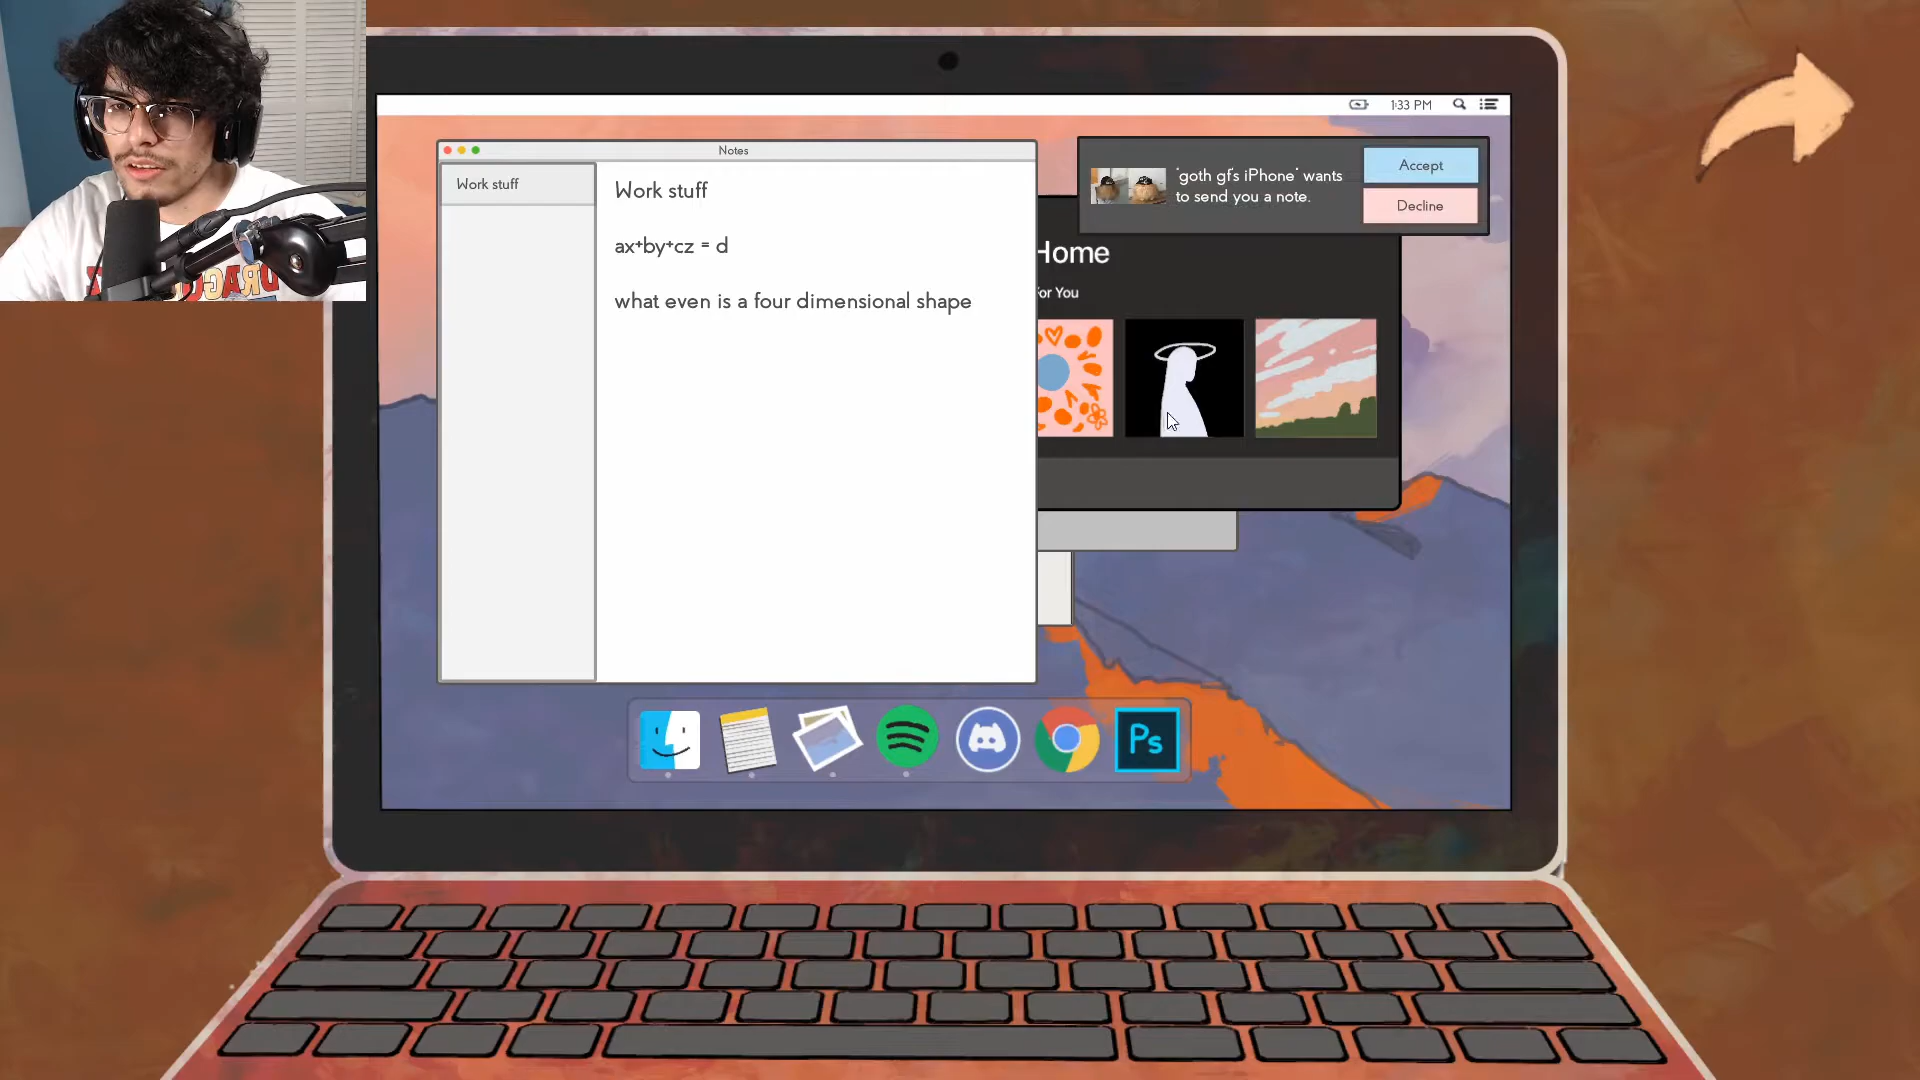 1:33 PM
Notes
Work stuff
Work stuff
ax+by+cz = d
what even is a four dimensional shape
"goth gfs iPhone" wants
to send you a note.
Accept
Decline
Home
For You
Ps